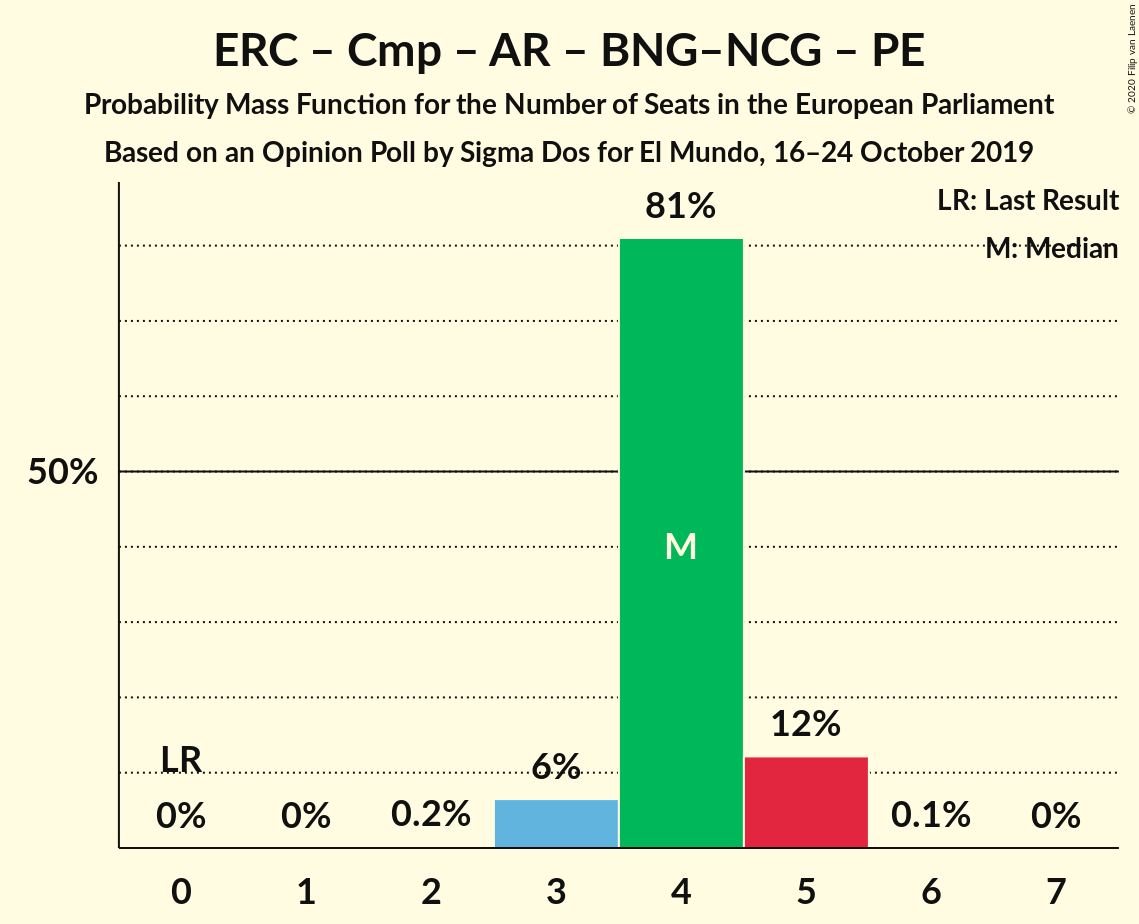 ERC – Cmp – AR – BNG–NCG – PE
Probability Mass Function for the Number of Seats in the European Parliament
Based on an Opinion Poll by Sigma Dos for El Mundo, 16–24 October 2019
© 2020 Filip van Laenen
LR: Last Result
M: Median
81%
50%
M
12%
LR
6%
0%
0%
0.2%
0.1%
0%
0 1 2 3 4 5 6 7